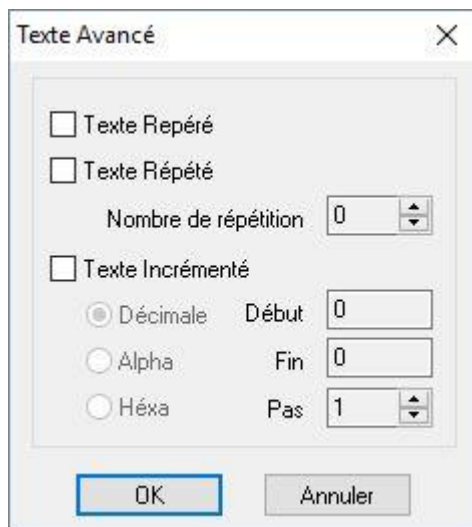 Texte Avancé
Texte Repéré
Texte Répété
Nombre de répétition 0
Texte Incrémenté
Décimale Début 0
Alpha Fin 0
Héxa Pas 1
OK Annuler